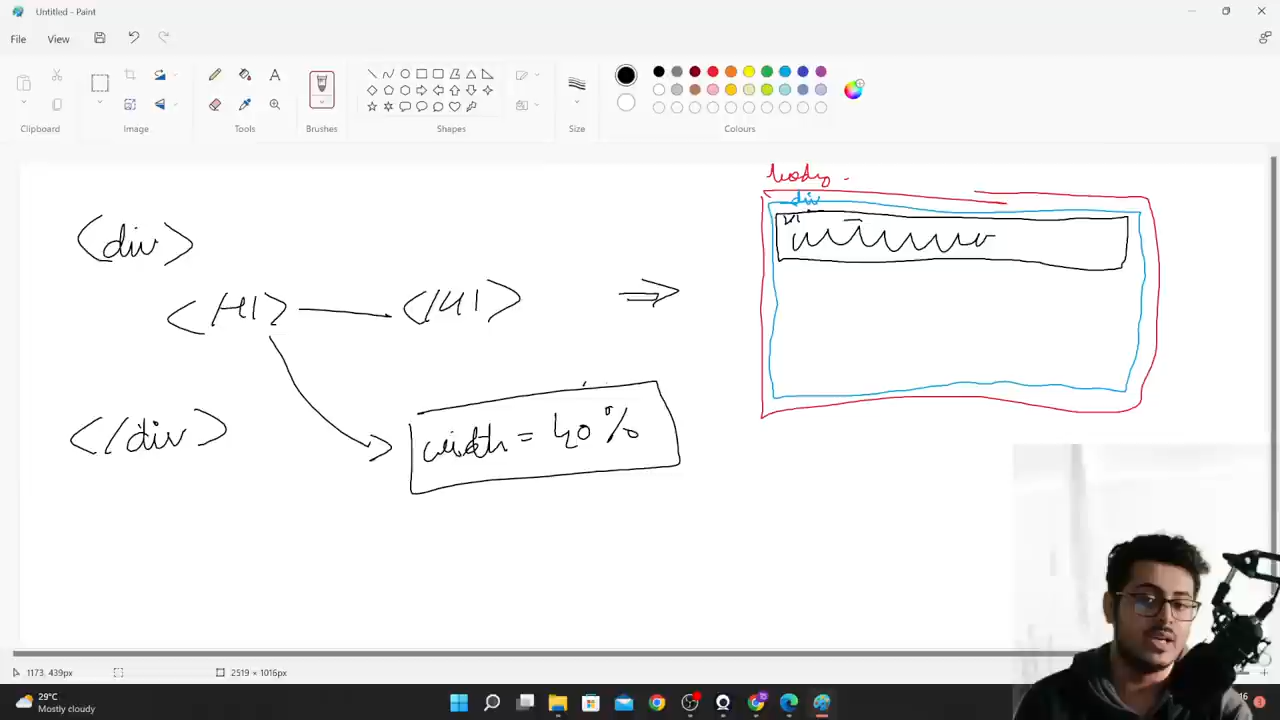 Untitled - Paint
File View
Clipboard
Image
Tools
Brushes
Shapes
Size
Colours
body
div
H1
<div>
<H1> </H1>
</div>
width = 40%
1173, 439px
2519 × 1016px
29°C
Mostly cloudy